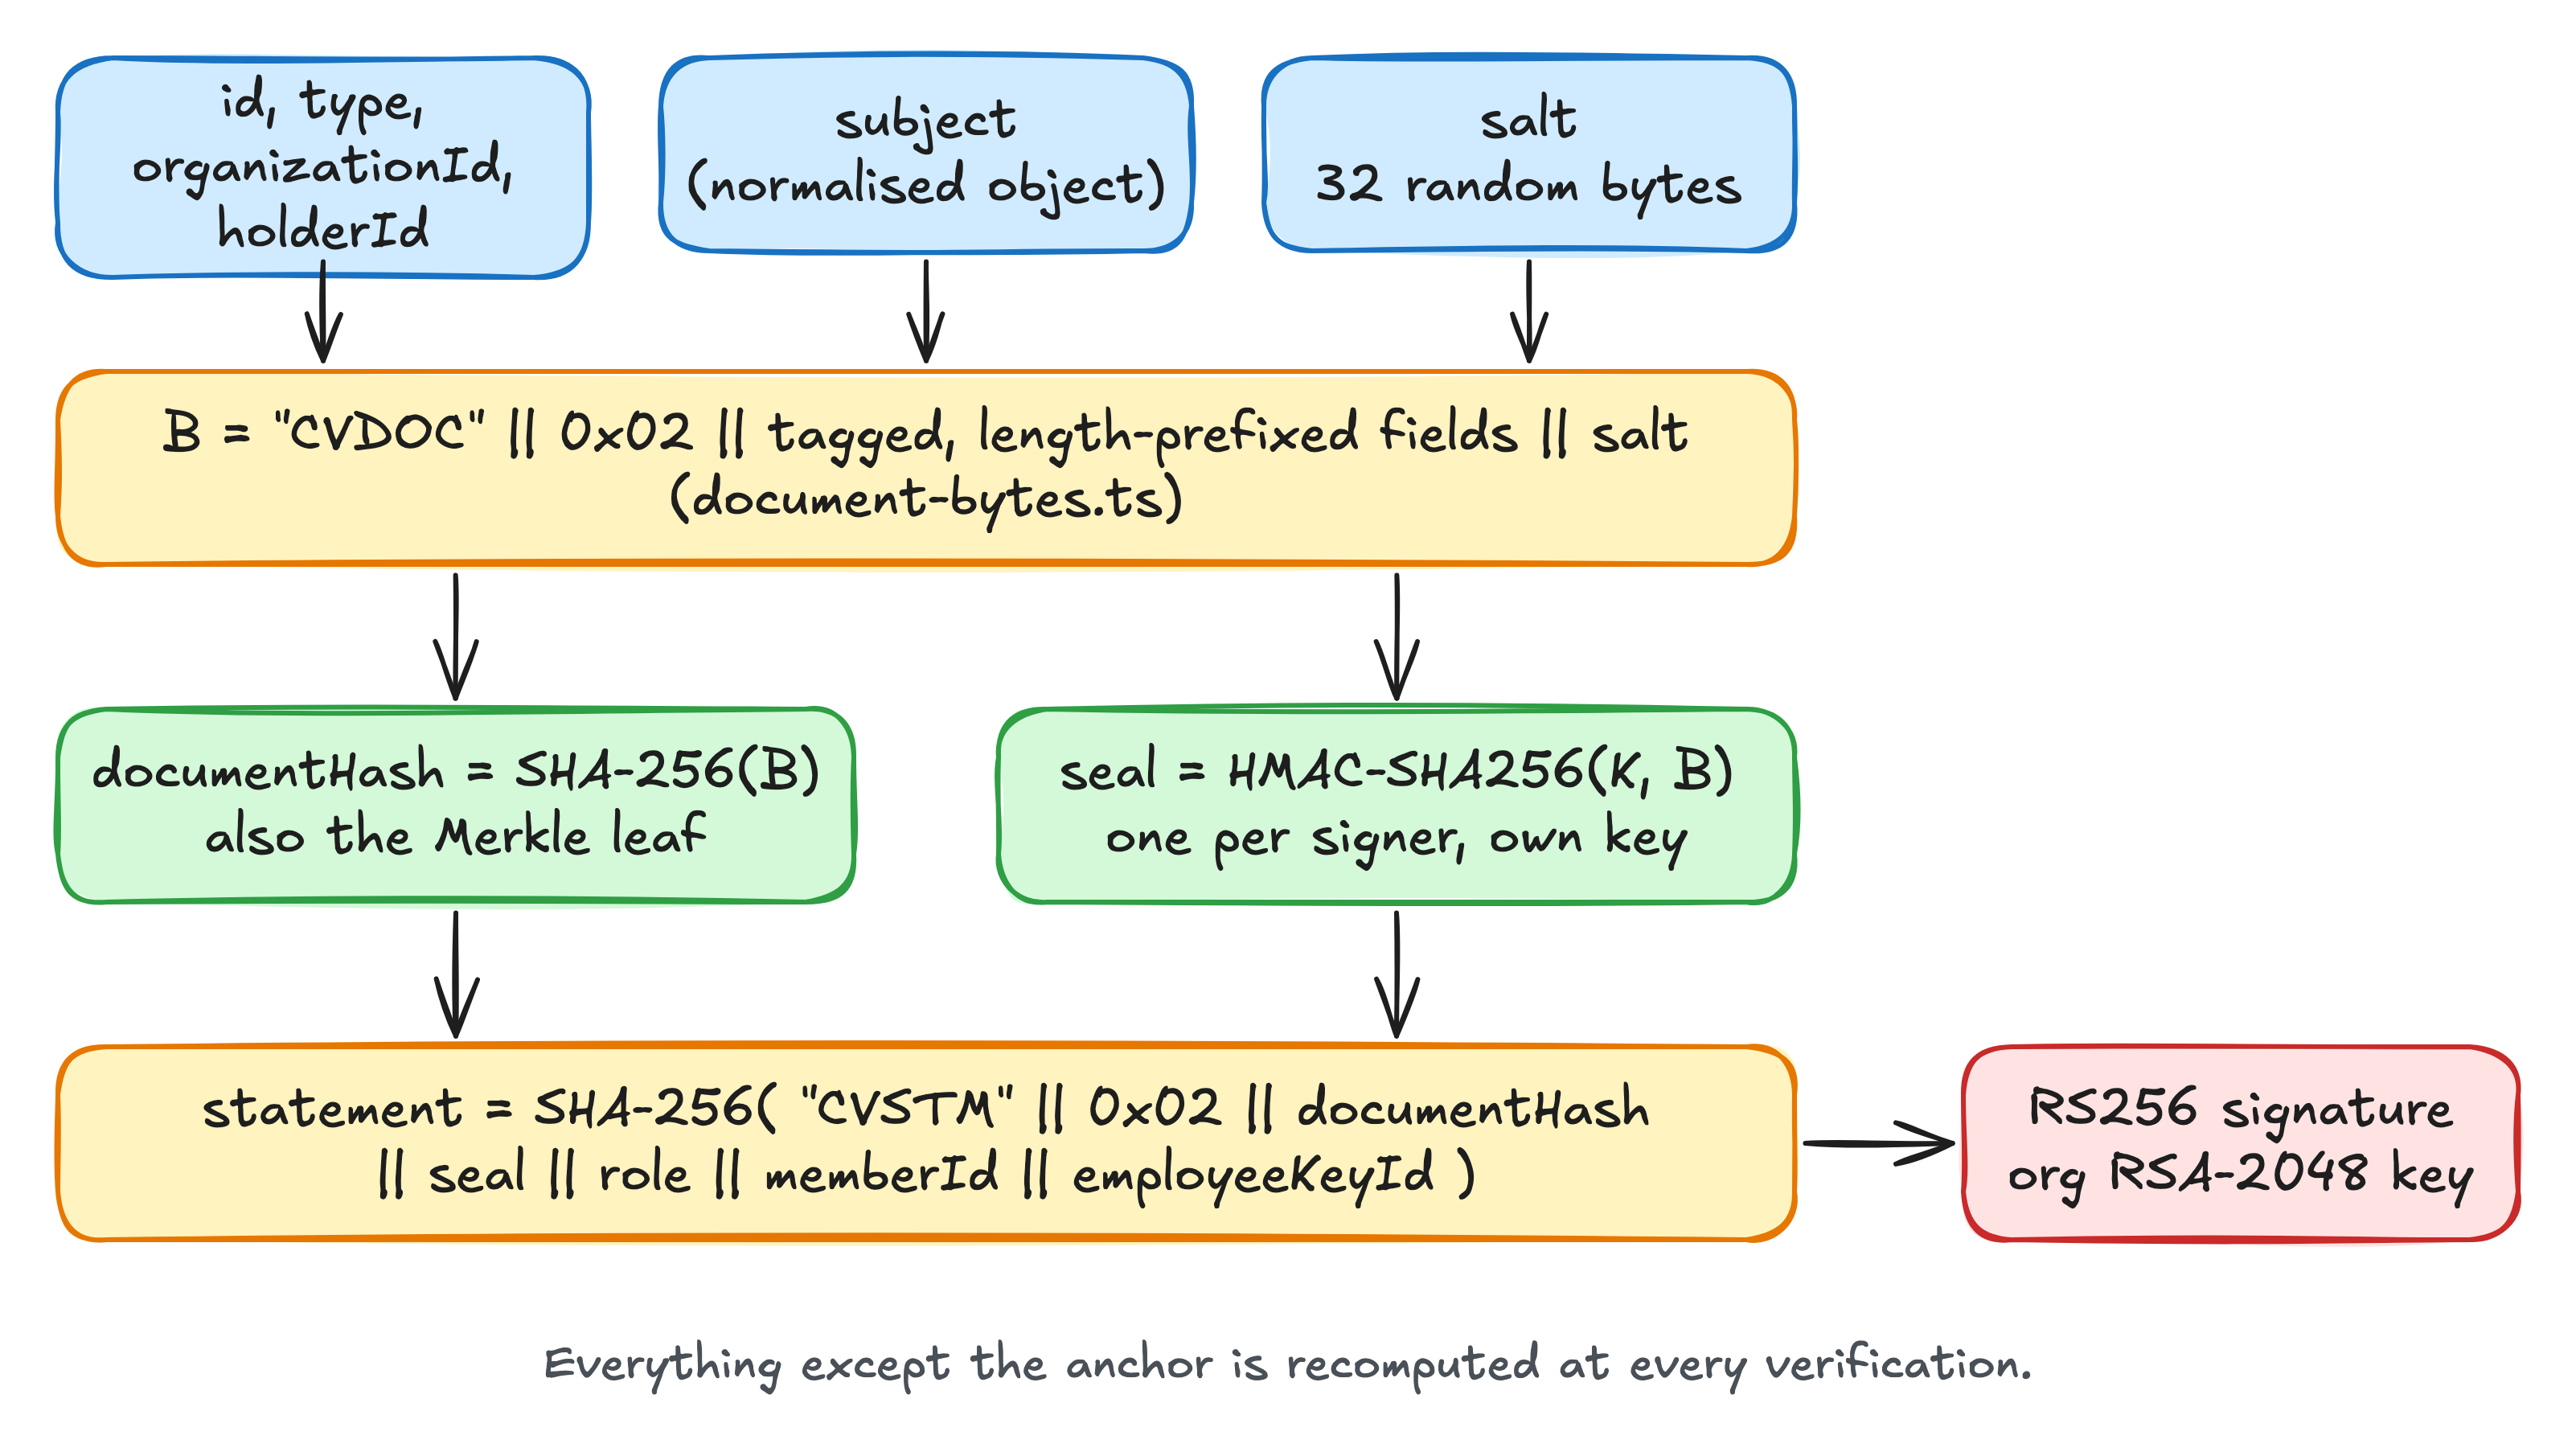 id, type,
organizationId,
holderId
subject
(normalised object)
salt
32 random bytes
B = "CVDOC" || 0x02 || tagged, length-prefixed fields || salt
(document-bytes.ts)
documentHash = SHA-256(B)
also the Merkle leaf
seal = HMAC-SHA256(K, B)
one per signer, own key
statement = SHA-256( "CVSTM" || 0x02 || documentHash
|| seal || role || memberId || employeeKeyId )
RS256 signature
org RSA-2048 key
Everything except the anchor is recomputed at every verification.